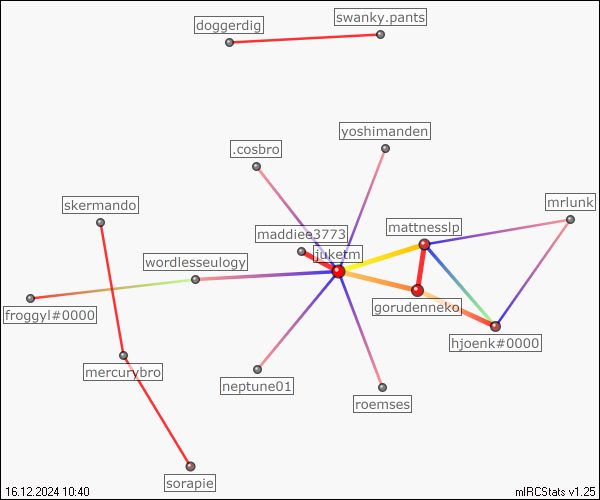 swanky.pants
doggerdig
yoshimanden
.cosbro
mrlunk
skermando
mattnesslp
maddiee3773
juketm
wordlesseulogy
gorudenneko
froggyl#0000
hjoenk#0000
mercurybro
neptune01
roemses
sorapie
16.12.2024 10:40
mIRCStats v1.25